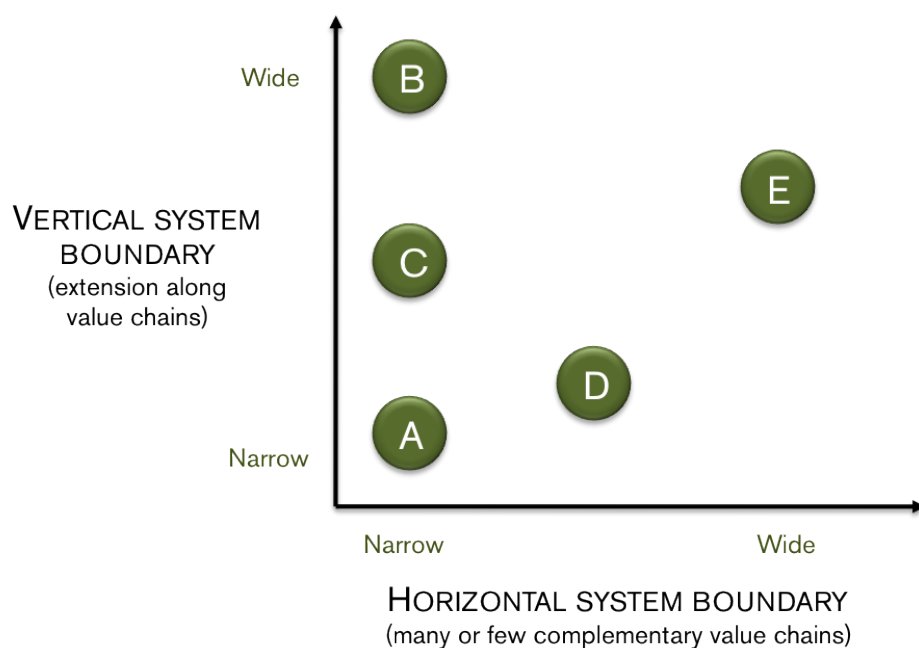 Wide
B
E
VERTICAL SYSTEM
BOUNDARY
(extension along
value chains)
C
D
A
Narrow
Narrow
Wide
HORIZONTAL SYSTEM BOUNDARY
(many or few complementary value chains)